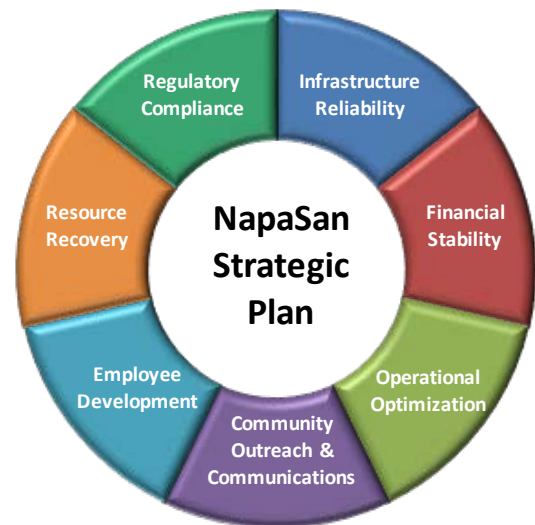 Regulatory
Compliance
Infrastructure
Reliability
Financial
Stability
Operational
Optimization
Community
Outreach &
Communications
Employee
Development
Resource
Recovery
NapaSan
Strategic
Plan